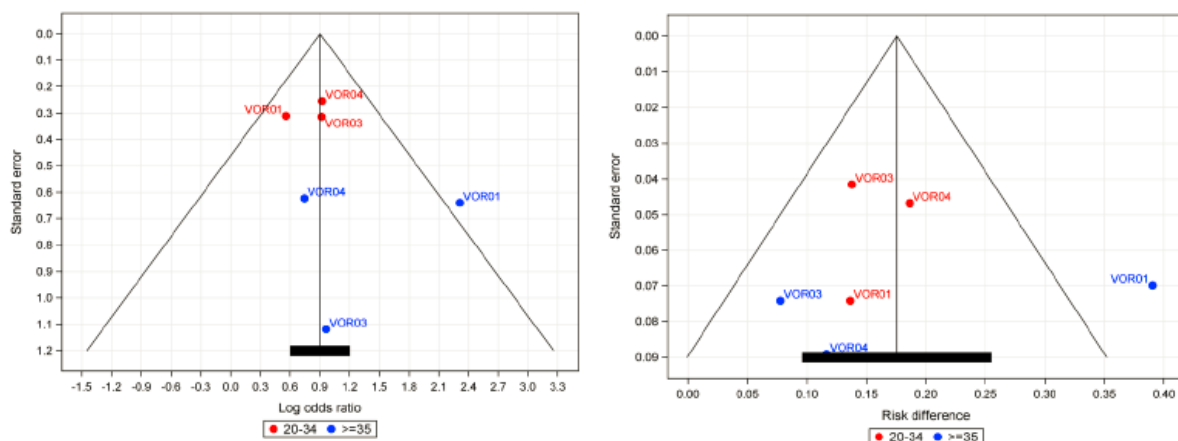 0.0
0.1
0.2
0.3
0.4
0.5
0.6
0.7
0.8
0.9
1.0
1.1
1.2
Standard error
VOR04
VOR01
VOR03
VOR04
VOR01
VOR03
-1.5 -1.2 -0.9 -0.6 -0.3 0.0 0.3 0.6 0.9 1.2 1.5 1.8 2.1 2.4 2.7 3.0 3.3
Log odds ratio
20-34 >=35
0.00
0.01
0.02
0.03
0.04
0.05
0.06
0.07
0.08
0.09
Standard error
VOR03
VOR04
VOR01
VOR03
VOR01
VOR04
0.00 0.05 0.10 0.15 0.20 0.25 0.30 0.35 0.40
Risk difference
20-34 >=35